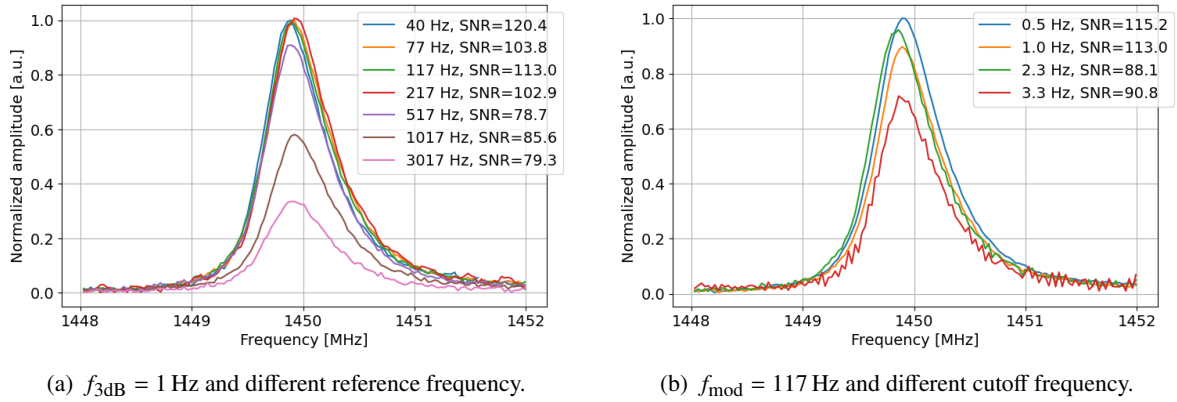 1.0
0.8
0.6
0.4
0.2
0.0
Normalized amplitude [a.u.]
40 Hz, SNR=120.4
77 Hz, SNR=103.8
117 Hz, SNR=113.0
217 Hz, SNR=102.9
517 Hz, SNR=78.7
1017 Hz, SNR=85.6
3017 Hz, SNR=79.3
1448 1449 1450 1451 1452
Frequency [MHz]
(a) f3dB = 1 Hz and different reference frequency.
1.0
0.8
0.6
0.4
0.2
0.0
Normalized amplitude [a.u.]
0.5 Hz, SNR=115.2
1.0 Hz, SNR=113.0
2.3 Hz, SNR=88.1
3.3 Hz, SNR=90.8
1448 1449 1450 1451 1452
Frequency [MHz]
(b) fmod = 117 Hz and different cutoff frequency.